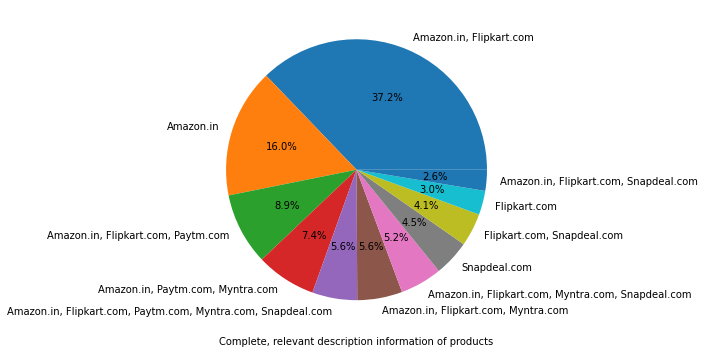 Amazon.in, Flipkart.com
37.2%
Amazon.in
16.0%
Amazon.in, Flipkart.com, Paytm.com
8.9%
Amazon.in, Paytm.com, Myntra.com
7.4%
Amazon.in, Flipkart.com, Paytm.com, Myntra.com, Snapdeal.com
5.6%
Amazon.in, Flipkart.com, Myntra.com
5.6%
Amazon.in, Flipkart.com, Myntra.com, Snapdeal.com
5.2%
Snapdeal.com
4.5%
Flipkart.com, Snapdeal.com
4.1%
Flipkart.com
3.0%
Amazon.in, Flipkart.com, Snapdeal.com
2.6%
Complete, relevant description information of products